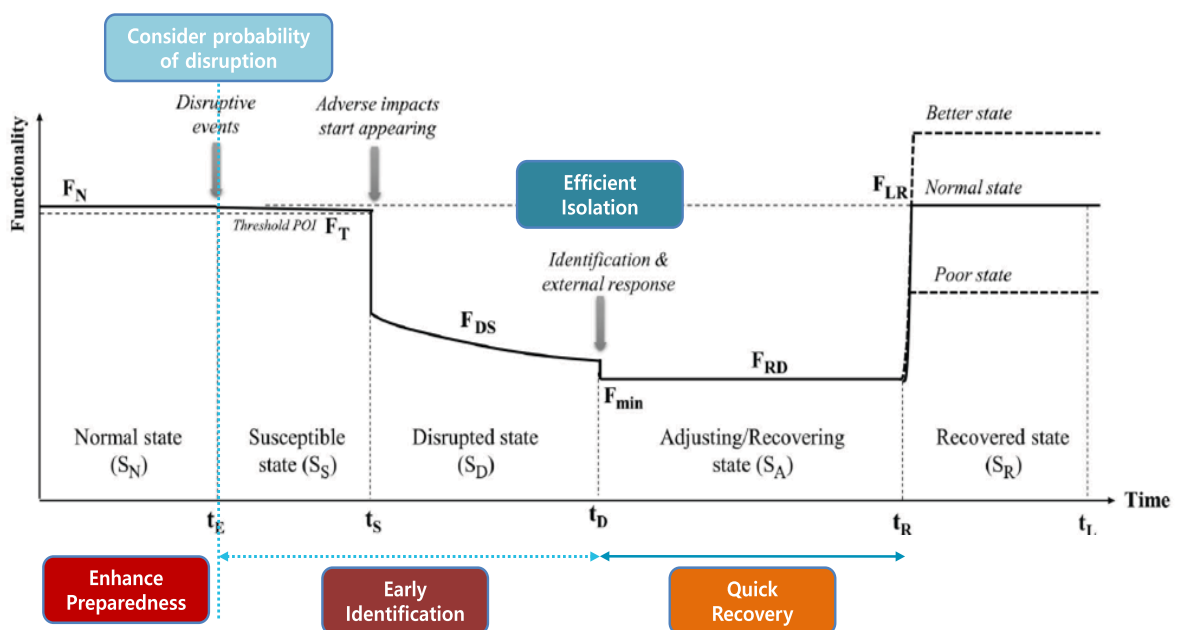 Consider probability
of disruption
Disruptive
events
Adverse impacts
start appearing
Better state
Functionality
F_N
Efficient
Isolation
F_LR
Normal state
Threshold POI F_T
Identification &
external response
Poor state
F_DS
F_RD
F_min
Normal state
(S_N)
Susceptible
state (S_S)
Disrupted state
(S_D)
Adjusting/Recovering
state (S_A)
Recovered state
(S_R)
Time
t_E
t_S
t_D
t_R
t_L
Enhance
Preparedness
Early
Identification
Quick
Recovery